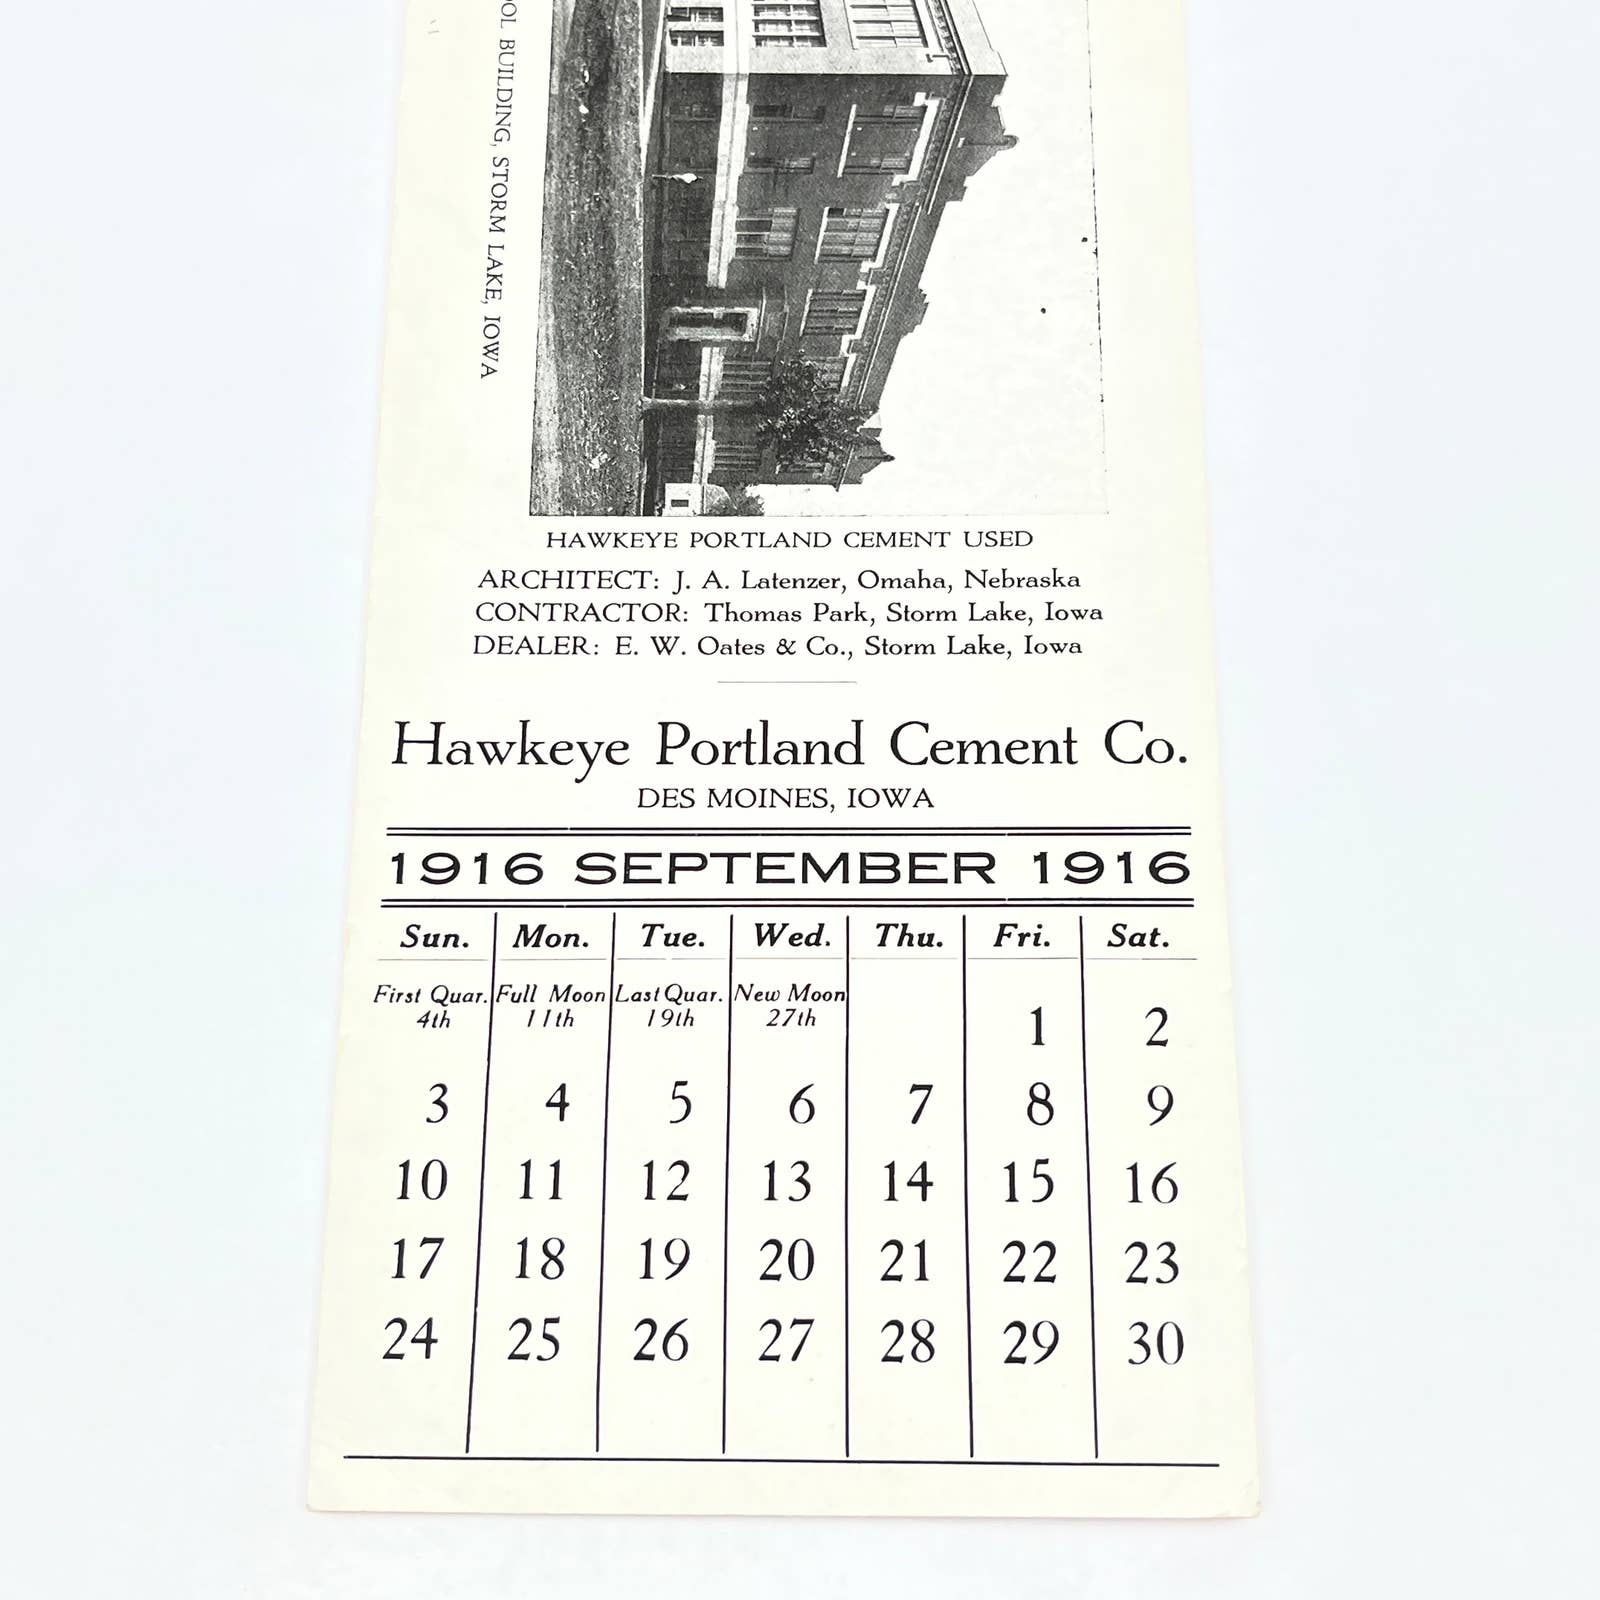 BUILDING, STORM LAKE, IOWA
HAWKEYE PORTLAND CEMENT USED
ARCHITECT: J. A. Latenzer, Omaha, Nebraska
CONTRACTOR: Thomas Park, Storm Lake, Iowa
DEALER: E. W. Oates & Co., Storm Lake, Iowa
Hawkeye Portland Cement Co.
DES MOINES, IOWA
1916 SEPTEMBER 1916
Sun. Mon. Tue. Wed. Thu. Fri. Sat.
First Quar. Full Moon Last Quar. New Moon
4th 11th 19th 27th
1 2
3 4 5 6 7 8 9
10 11 12 13 14 15 16
17 18 19 20 21 22 23
24 25 26 27 28 29 30